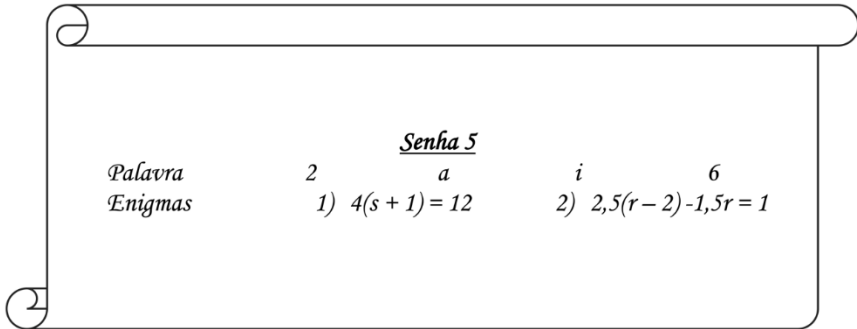 Senha 5
Palavra 2 a i 6
Enigmas 1) 4(s + 1) = 12 2) 2,5(r – 2) -1,5r = 1